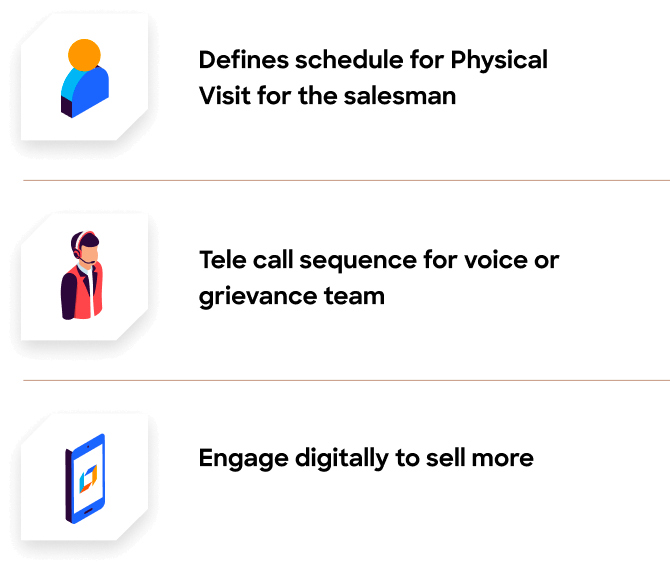 Defines schedule for Physical
Visit for the salesman
Tele call sequence for voice or
grievance team
Engage digitally to sell more